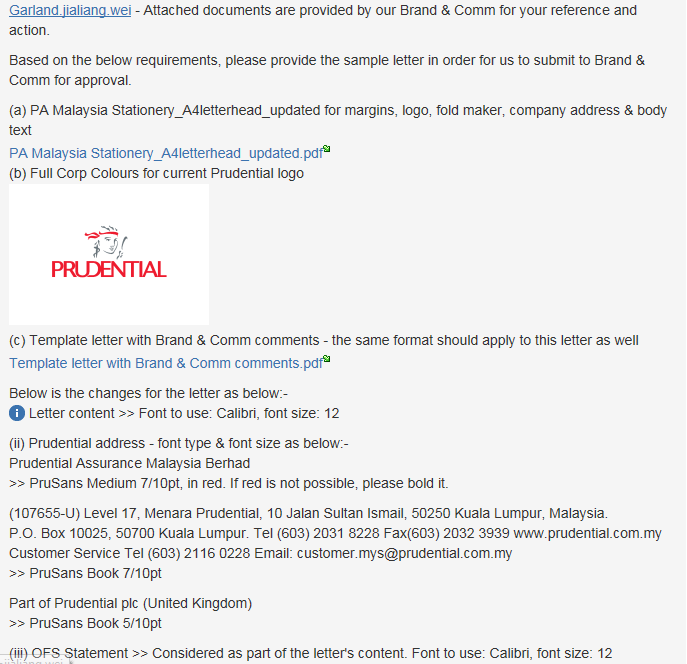 Garland.jialiang.wei - Attached documents are provided by our Brand & Comm for your reference and
action.
Based on the below requirements, please provide the sample letter in order for us to submit to Brand &
Comm for approval.
(a) PA Malaysia Stationery_A4letterhead_updated for margins, logo, fold maker, company address & body
text
PA Malaysia Stationery_A4letterhead_updated.pdf
(b) Full Corp Colours for current Prudential logo
PRUDENTIAL
(c) Template letter with Brand & Comm comments - the same format should apply to this letter as well
Template letter with Brand & Comm comments.pdf
Below is the changes for the letter as below:-
i Letter content >> Font to use: Calibri, font size: 12
(ii) Prudential address - font type & font size as below:-
Prudential Assurance Malaysia Berhad
>> PruSans Medium 7/10pt, in red. If red is not possible, please bold it.
(107655-U) Level 17, Menara Prudential, 10 Jalan Sultan Ismail, 50250 Kuala Lumpur, Malaysia.
P.O. Box 10025, 50700 Kuala Lumpur. Tel (603) 2031 8228 Fax(603) 2032 3939 www.prudential.com.my
Customer Service Tel (603) 2116 0228 Email: customer.mys@prudential.com.my
>> PruSans Book 7/10pt
Part of Prudential plc (United Kingdom)
>> PruSans Book 5/10pt
(iii) OFS Statement >> Considered as part of the letter's content. Font to use: Calibri, font size: 12